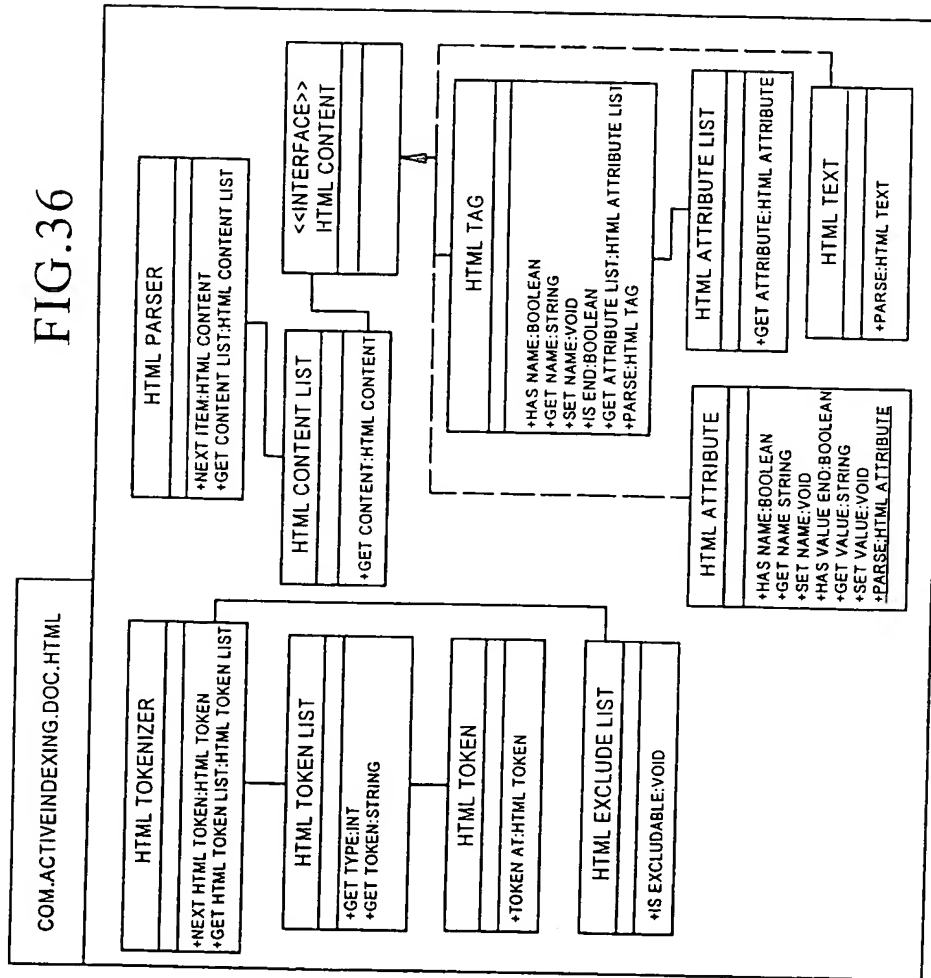 FIG.36
COM.ACTIVEINDEXING.DOC.HTML
HTML TOKENIZER
+NEXT HTML TOKEN:HTML TOKEN
+GET HTML TOKEN LIST:HTML TOKEN LIST
HTML TOKEN LIST
+GET TYPE:INT
+GET TOKEN:STRING
HTML TOKEN
+TOKEN AT:HTML TOKEN
HTML EXCLUDE LIST
+IS EXCLUDABLE:VOID
HTML PARSER
+NEXT ITEM:HTML CONTENT
+GET CONTENT LIST:HTML CONTENT LIST
HTML CONTENT LIST
+GET CONTENT:HTML CONTENT
<<INTERFACE>>
HTML CONTENT
HTML TAG
+HAS NAME:BOOLEAN
+GET NAME:STRING
+SET NAME:VOID
+IS END:BOOLEAN
+GET ATTRIBUTE LIST:HTML ATTRIBUTE LIST
+PARSE:HTML TAG
HTML ATTRIBUTE
+HAS NAME:BOOLEAN
+GET NAME STRING
+SET NAME:VOID
+HAS VALUE END:BOOLEAN
+GET VALUE:STRING
+SET VALUE:VOID
+PARSE:HTML ATTRIBUTE
HTML ATTRIBUTE LIST
+GET ATTRIBUTE:HTML ATTRIBUTE
HTML TEXT
+PARSE:HTML TEXT